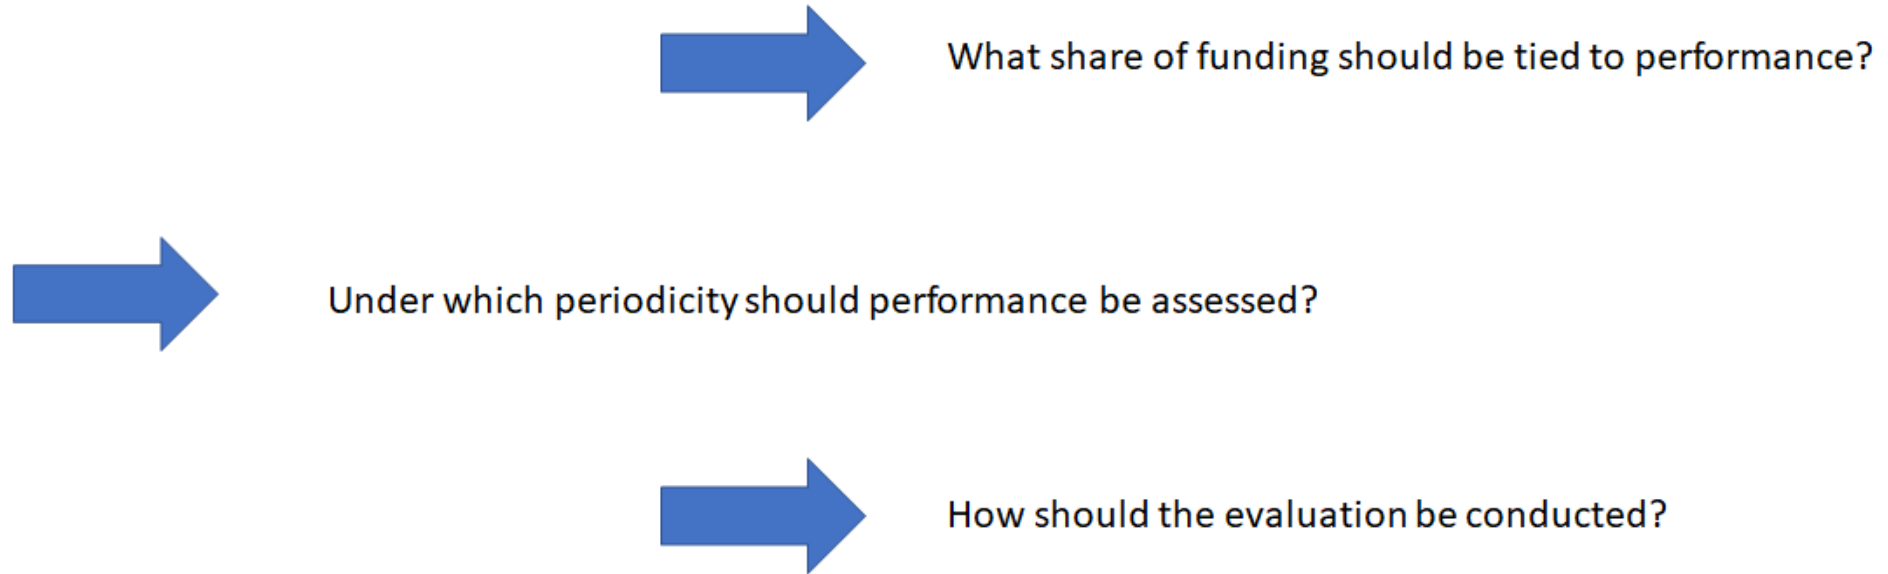 What share of funding should be tied to performance?
Under which periodicity should performance be assessed?
How should the evaluation be conducted?